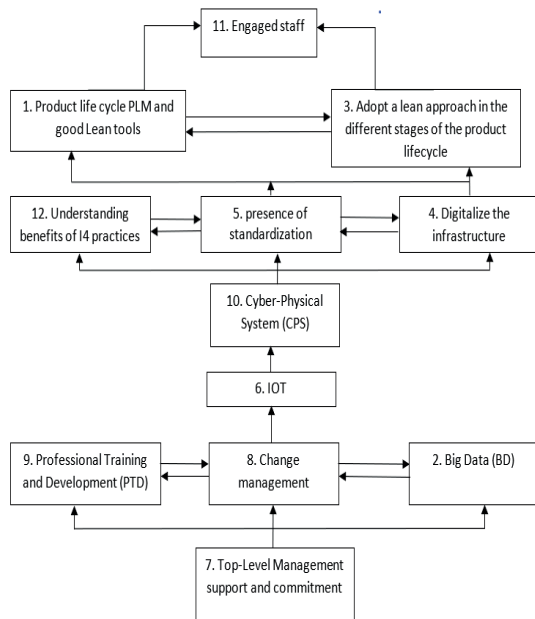 11. Engaged staff
1. Product life cycle PLM and
good Lean tools
3. Adopt a lean approach in the
different stages of the product
lifecycle
12. Understanding
benefits of I4 practices
5. presence of
standardization
4. Digitalize the
infrastructure
10. Cyber-Physical
System (CPS)
6. IOT
9. Professional Training
and Development (PTD)
8. Change
management
2. Big Data (BD)
7. Top-Level Management
support and commitment